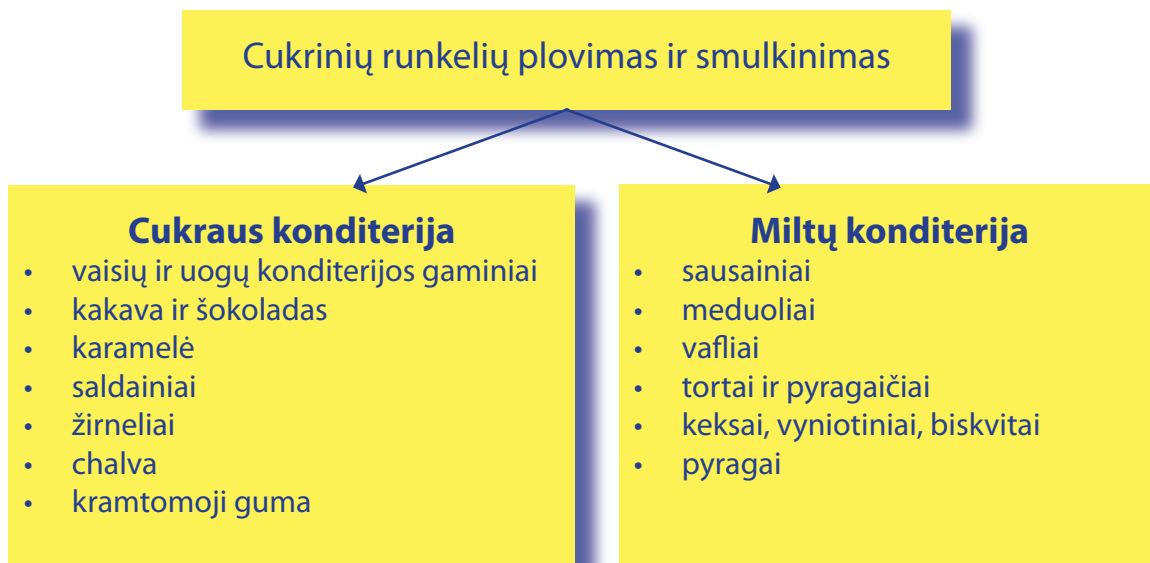 Cukrinių runkelių plovimas ir smulkinimas
Cukraus konditerija
• vaisių ir uogų konditerijos gaminiai
• kakava ir šokoladas
• karamelė
• saldainiai
• žirneliai
• chalva
• kramtomoji guma
Miltų konditerija
• sausainiai
• meduoliai
• vafliai
• tortai ir pyragaičiai
• keksai, vyniotiniai, biskvitai
• pyragai